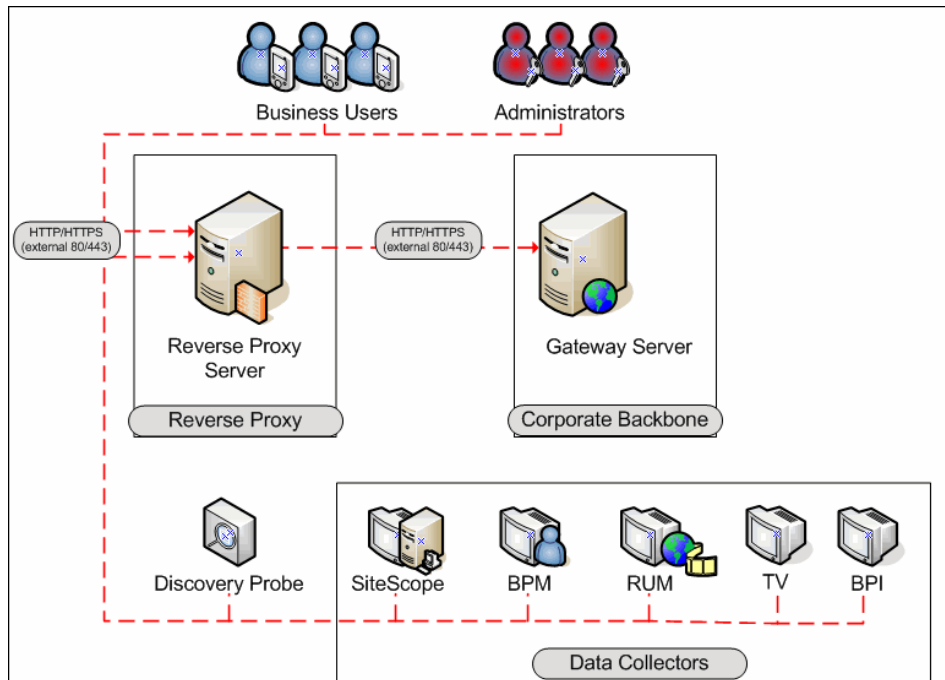 Business Users
Administrators
HTTP/HTTPS
(external 80/443)
HTTP/HTTPS
(external 80/443)
Reverse Proxy
Server
Gateway Server
Reverse Proxy
Corporate Backbone
Discovery Probe
SiteScope
BPM
RUM
TV
BPI
Data Collectors